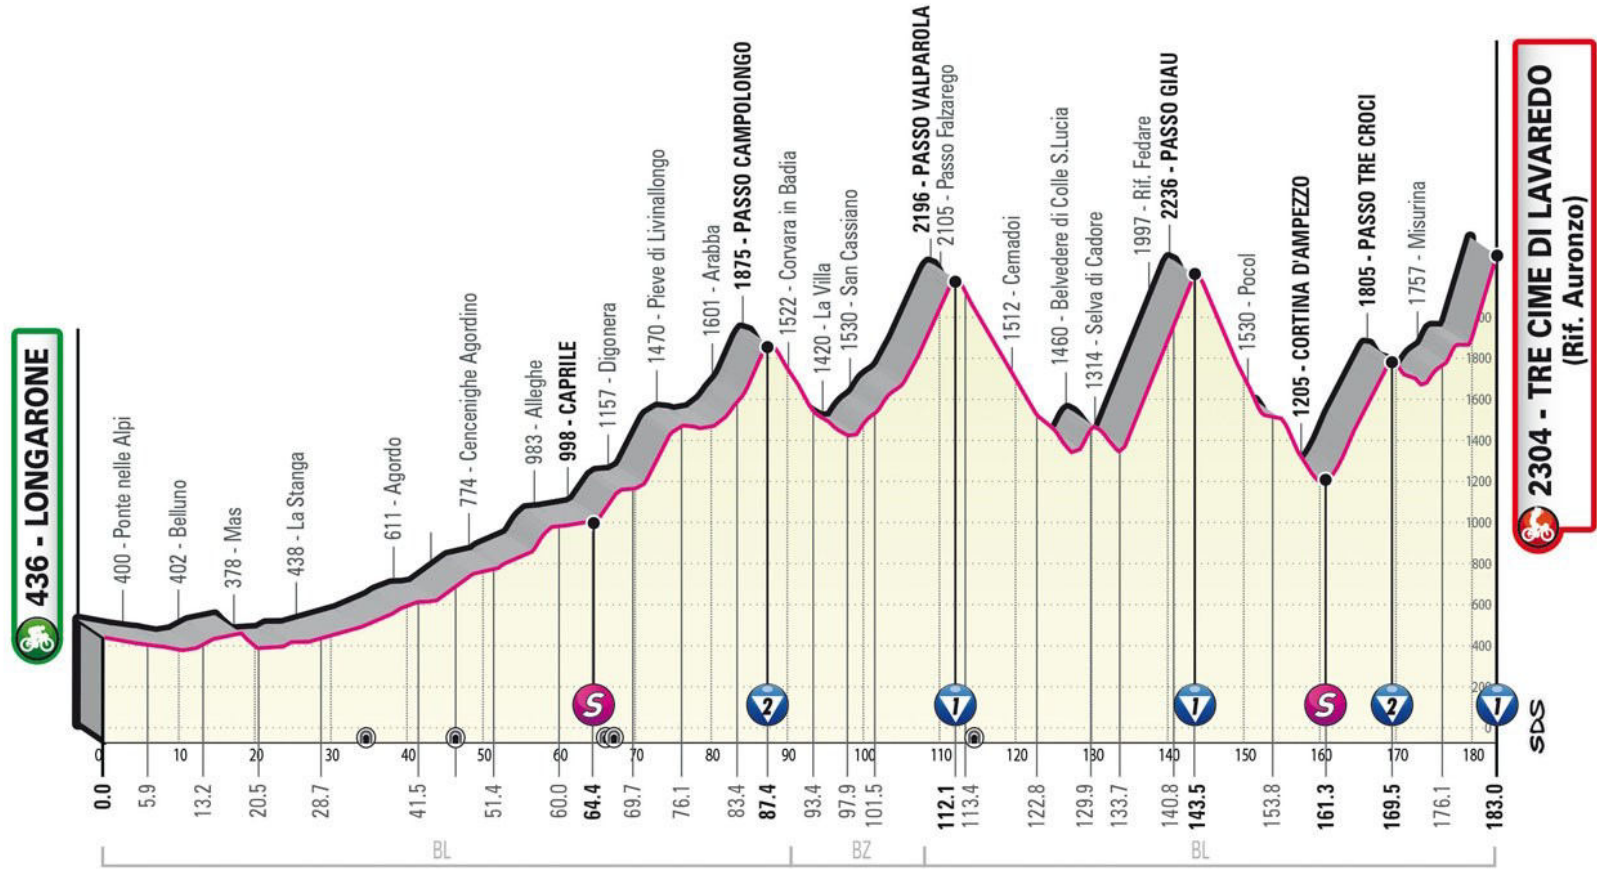 436 - LONGARONE
400 - Ponte nelle Alpi
402 - Belluno
378 - Mas
438 - La Stanga
611 - Agordo
774 - Cencenighe Agordino
983 - Alleghe
998 - CAPRILE
1157 - Digonera
1470 - Pieve di Livinallongo
1601 - Arabba
1875 - PASSO CAMPOLONGO
1522 - Corvara in Badia
1420 - La Villa
1530 - San Cassiano
2196 - PASSO VALPAROLA
2105 - Passo Falzarego
1512 - Cernadoi
1460 - Belvedere di Colle S.Lucia
1314 - Selva di Cadore
1997 - Rif. Fedare
2236 - PASSO GIAU
1530 - Pocol
1205 - CORTINA D'AMPEZZO
1805 - PASSO TRE CROCI
1757 - Misurina
2304 - TRE CIME DI LAVAREDO
(Rif. Auronzo)
1800
1600
1400
1200
1000
800
600
400
200
0
S
2
1
1
S
2
1
SDS
0 10 20 30 40 50 60 70 80 90 100 110 120 130 140 150 160 170 180
0.0
5.9
13.2
20.5
28.7
41.5
51.4
60.0
64.4
69.7
76.1
83.4
87.4
93.4
97.9
101.5
112.1
113.4
122.8
129.9
133.7
140.8
143.5
153.8
161.3
169.5
176.1
183.0
BL BZ BL